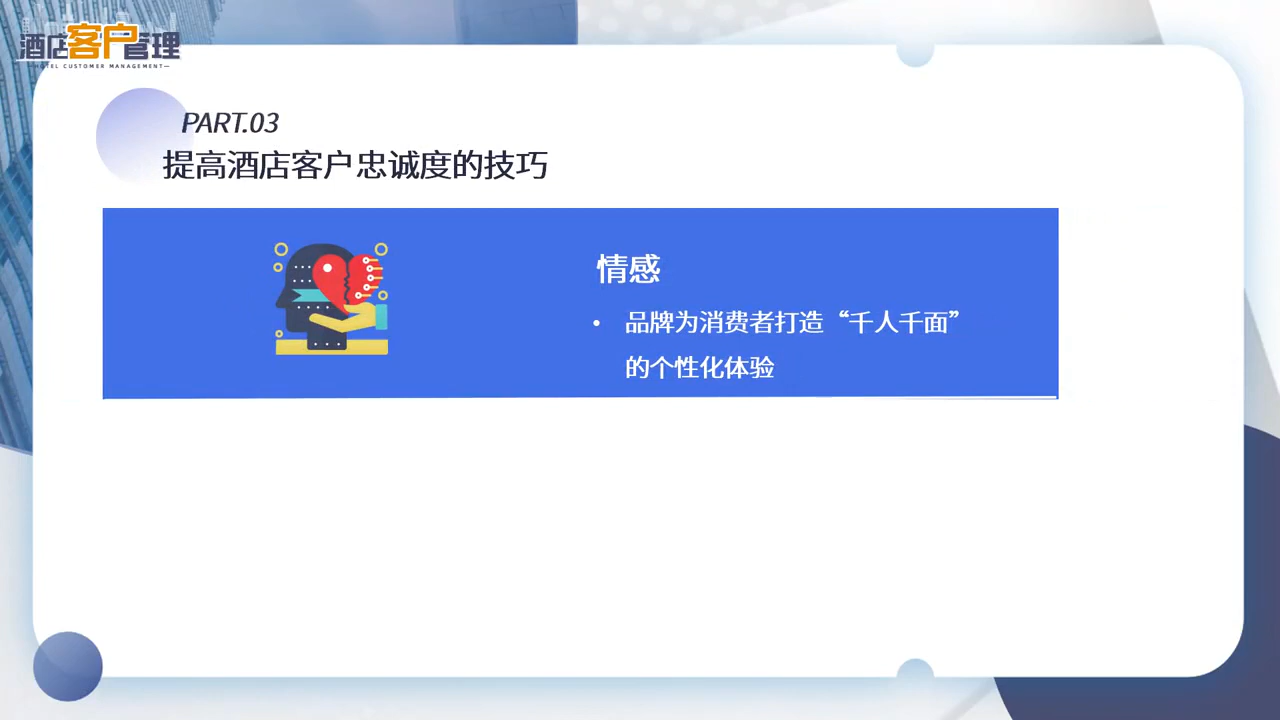 酒店客户管理
HOTEL CUSTOMER MANAGEMENT
PART.03
提高酒店客户忠诚度的技巧
情感
• 品牌为消费者打造“千人千面”
的个性化体验